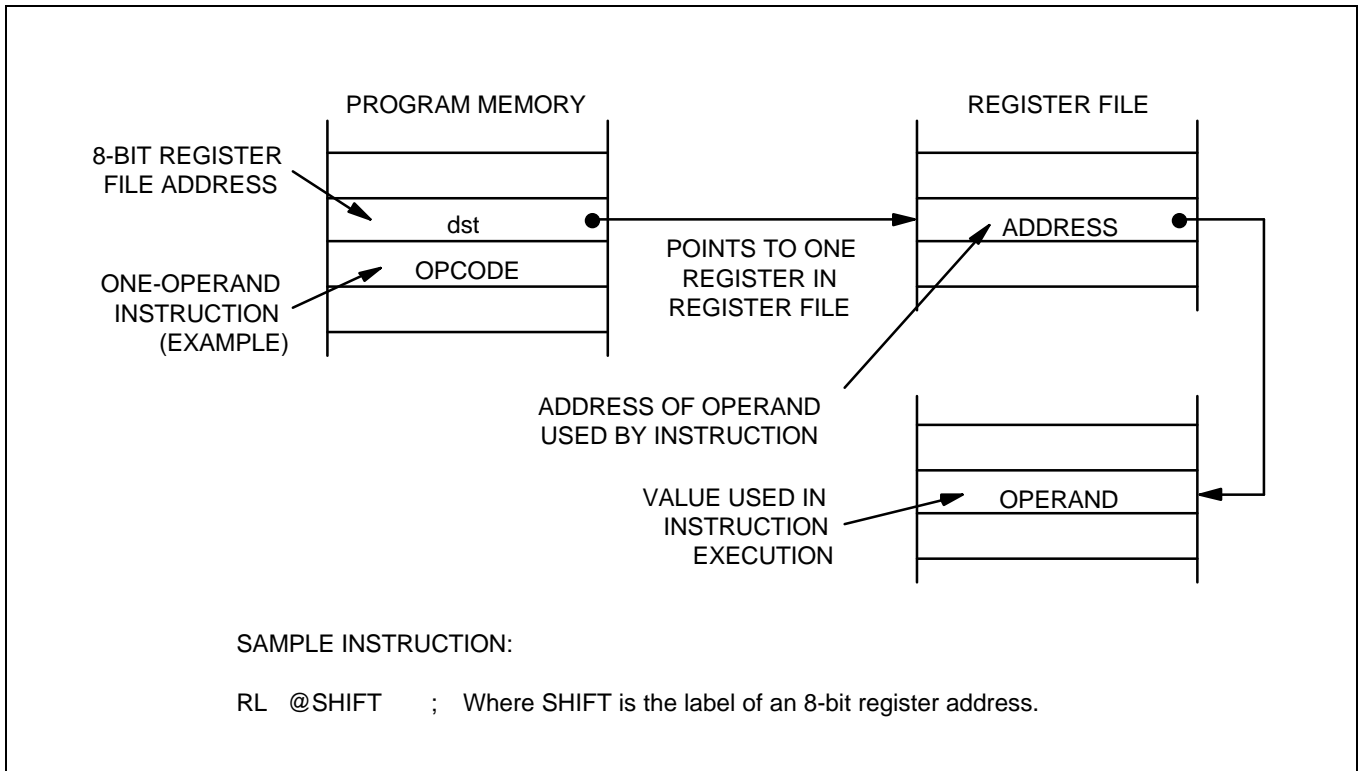 PROGRAM MEMORY
REGISTER FILE
8-BIT REGISTER
FILE ADDRESS
dst
ADDRESS
POINTS TO ONE
REGISTER IN
REGISTER FILE
OPCODE
ONE-OPERAND
INSTRUCTION
(EXAMPLE)
ADDRESS OF OPERAND
USED BY INSTRUCTION
VALUE USED IN
INSTRUCTION
EXECUTION
OPERAND
SAMPLE INSTRUCTION:
RL @SHIFT ; Where SHIFT is the label of an 8-bit register address.